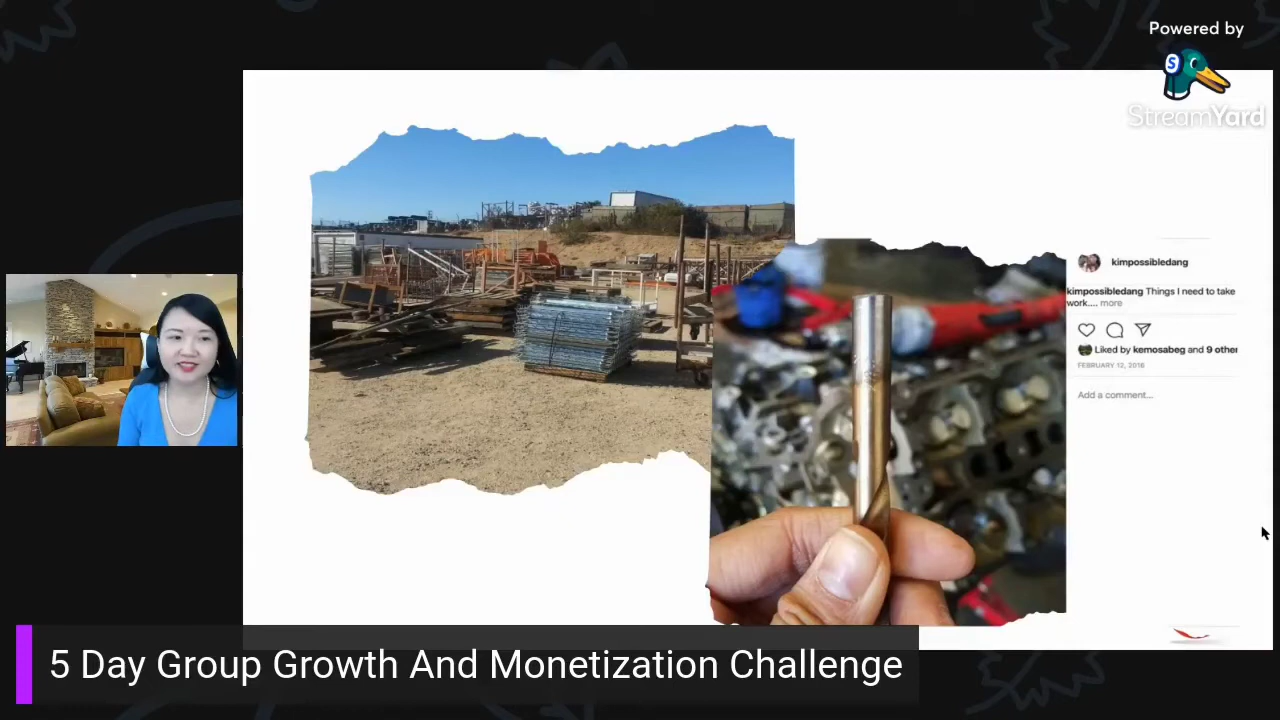 Powered by
S
StreamYard
kimpossibledang
kimpossibledang Things I need to take
work.... more
Liked by kemosabeg and 9 other
FEBRUARY 12, 2016
Add a comment...
5 Day Group Growth And Monetization Challenge